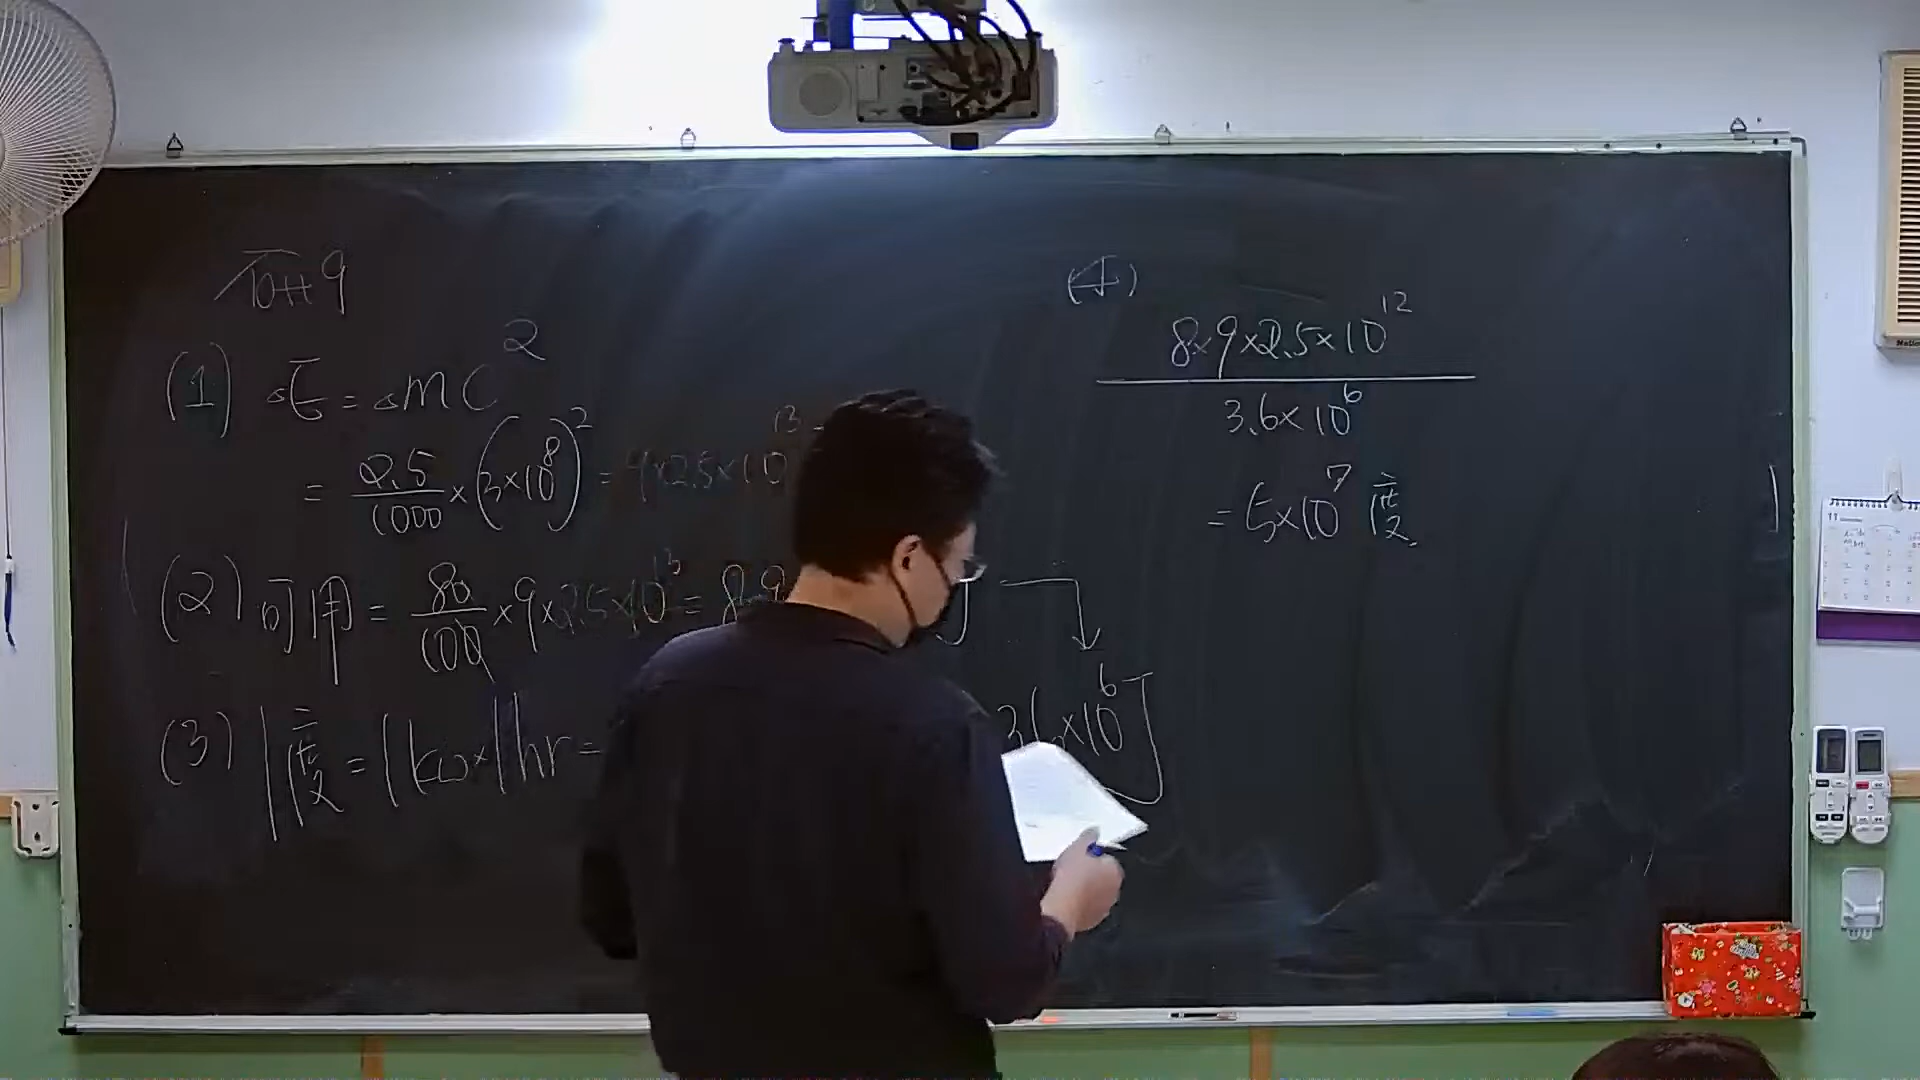 (1) ΔE = ΔmC²
= 2.5/1000 × (3×10⁸)² = 9×2.5×10¹³
(2) 可用 = 80/100 × 9×2.5×10¹³ = 8×9 J
(3) 1度 = 1kw×1hr = 3.6×10⁶ J
(4)
8×9×2.5×10¹²
3.6×10⁶
= 5×10⁷ 度
11